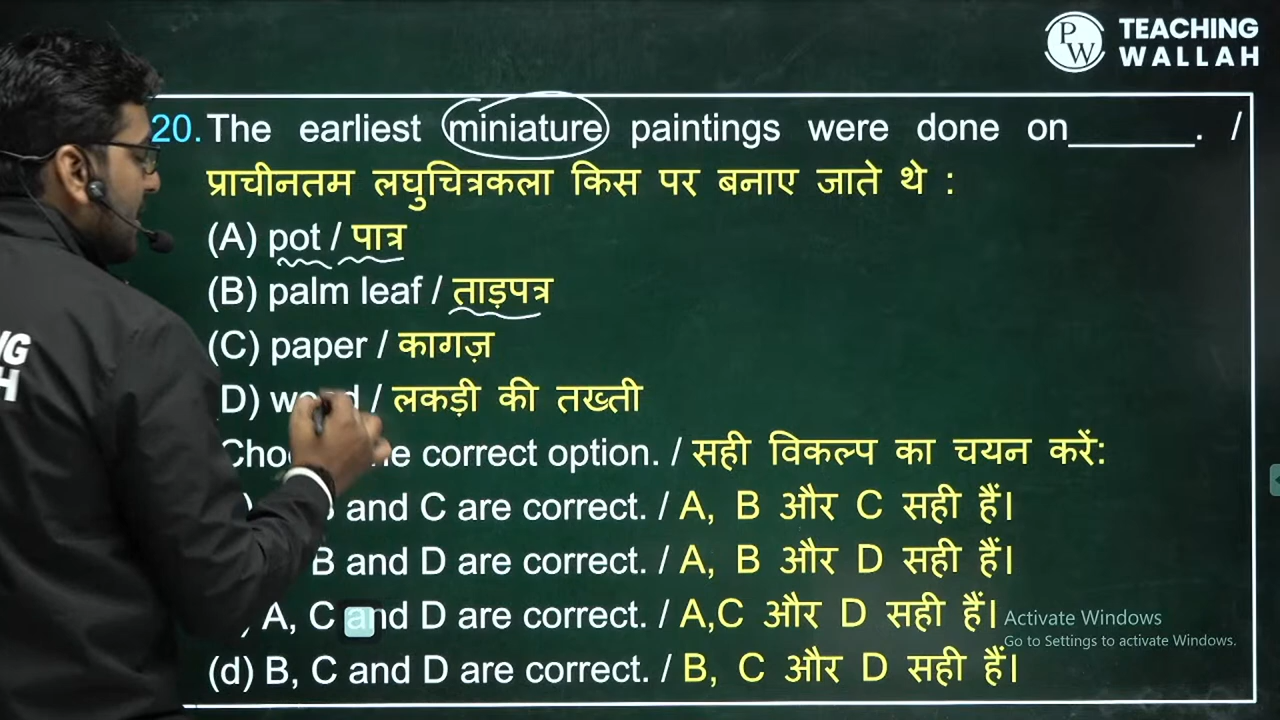 PW TEACHING
WALLAH
20. The earliest miniature paintings were done on______. /
प्राचीनतम लघुचित्रकला किस पर बनाए जाते थे :
(A) pot / पात्र
(B) palm leaf / ताड़पत्र
(C) paper / कागज़
D) / लकड़ी की तख्ती
correct option. / सही विकल्प का चयन करें:
and C are correct. / A, B और C सही हैं।
B and D are correct. / A, B और D सही हैं।
A, C and D are correct. / A,C और D सही हैं।
(d) B, C and D are correct. / B, C और D सही हैं।
Activate Windows
Go to Settings to activate Windows.